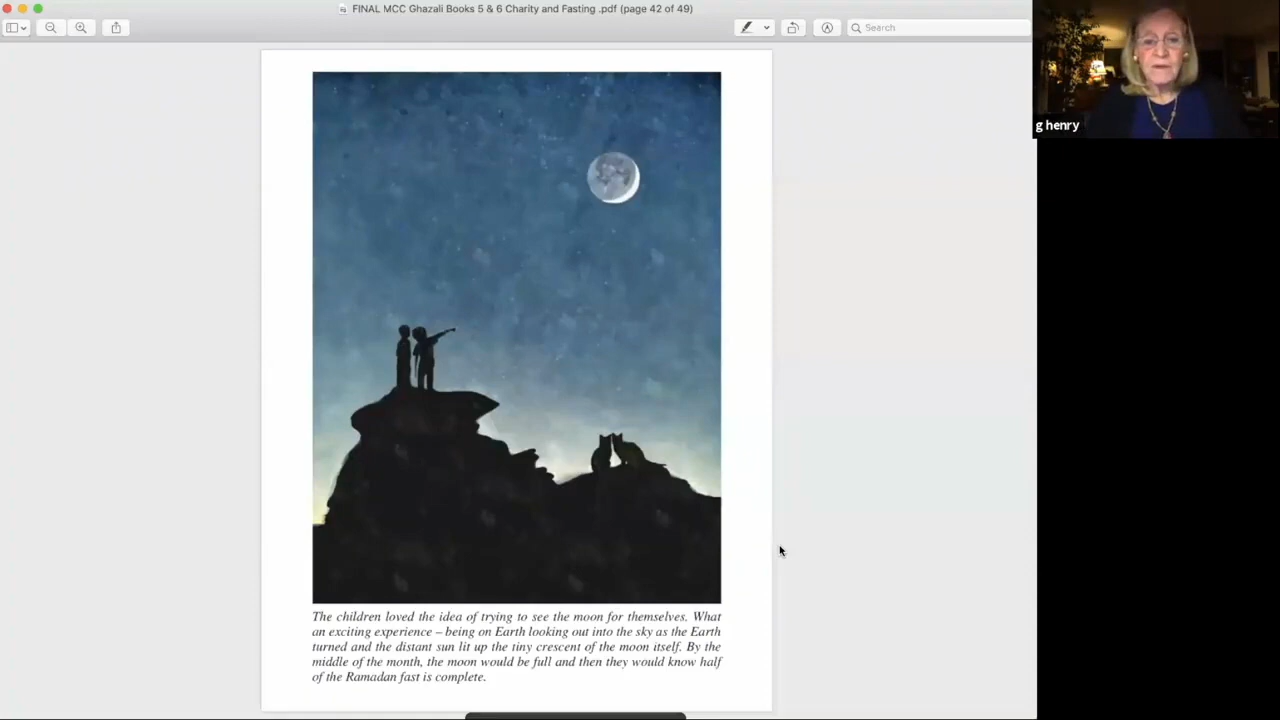 FINAL MCC Ghazali Books 5 & 6 Charity and Fasting .pdf (page 42 of 49)
Search
g henry
The children loved the idea of trying to see the moon for themselves. What
an exciting experience – being on Earth looking out into the sky as the Earth
turned and the distant sun lit up the tiny crescent of the moon itself. By the
middle of the month, the moon would be full and then they would know half
of the Ramadan fast is complete.